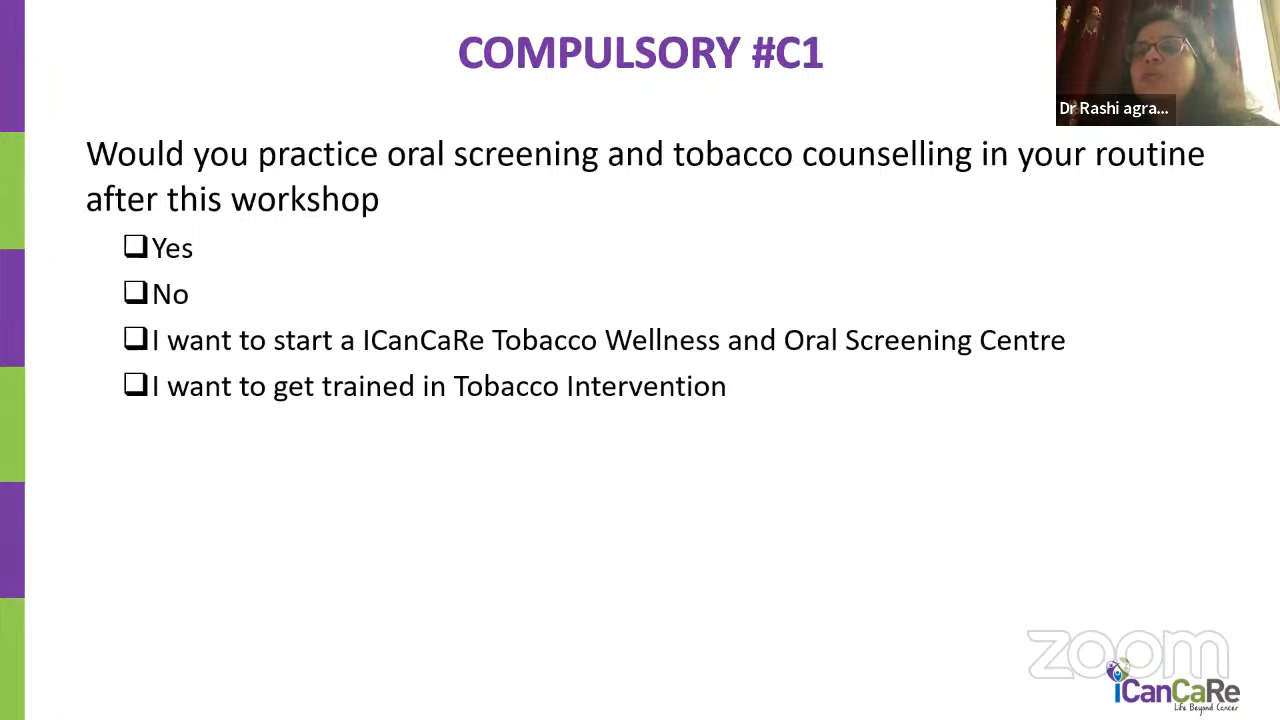 COMPULSORY #C1
Dr Rashi agra...
Would you practice oral screening and tobacco counselling in your routine
after this workshop
❑Yes
❑No
❑I want to start a ICanCaRe Tobacco Wellness and Oral Screening Centre
❑I want to get trained in Tobacco Intervention
zoom
iCanCaRe
Life Beyond Cancer